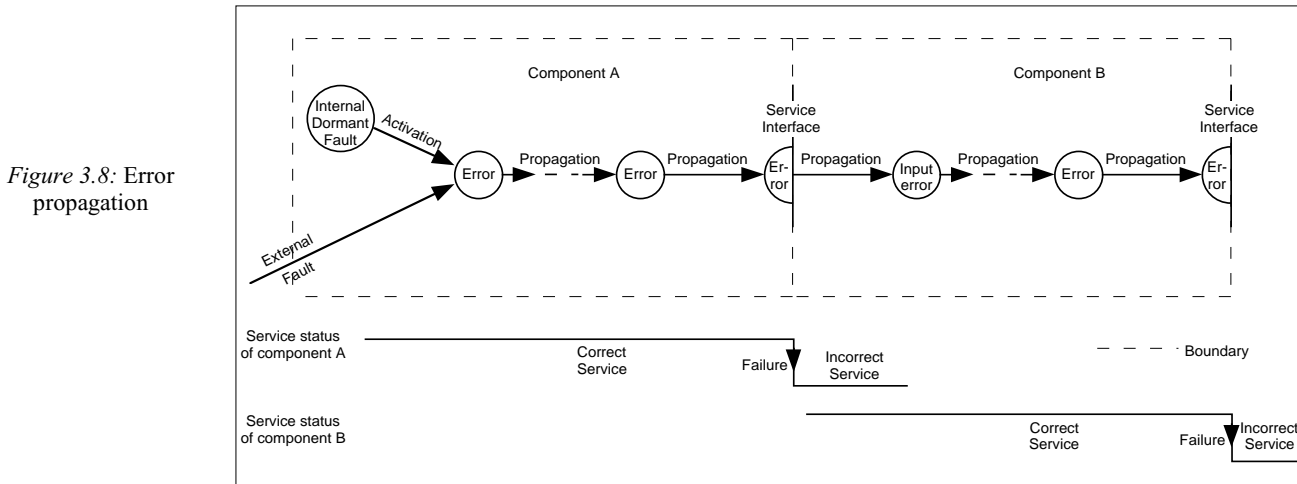 Figure 3.8: Error
propagation
Component A
Component B
Internal
Dormant
Fault
Activation
External
Fault
Error
Propagation
Error
Propagation
Service
Interface
Er-
ror
Propagation
Input
error
Propagation
Error
Propagation
Service
Interface
Er-
ror
Service status
of component A
Correct
Service
Failure
Incorrect
Service
Boundary
Service status
of component B
Correct
Service
Failure
Incorrect
Service